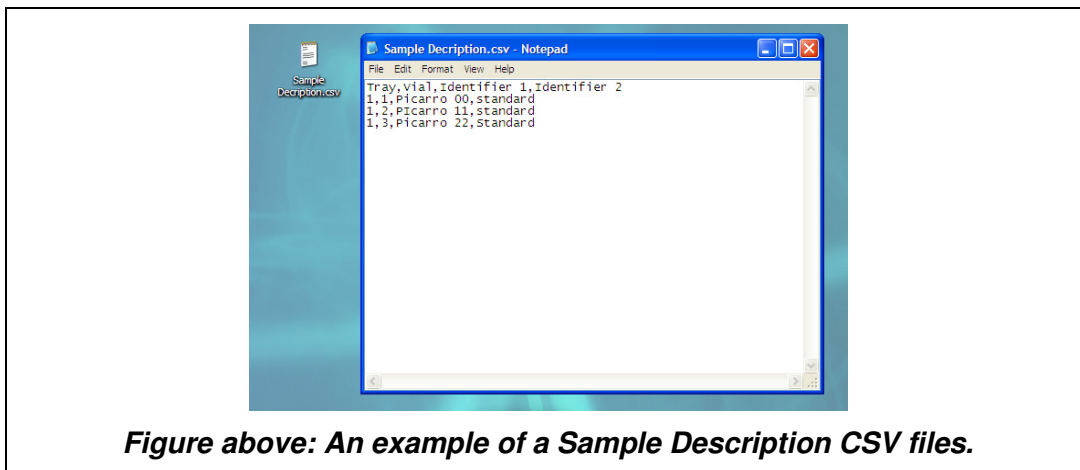 Sample
Decription.csv
Sample Decription.csv - Notepad
File Edit Format View Help
Tray,Vial,Identifier 1,Identifier 2
1,1,Picarro 00,standard
1,2,PIcarro 11,standard
1,3,Picarro 22,Standard
Figure above: An example of a Sample Description CSV files.